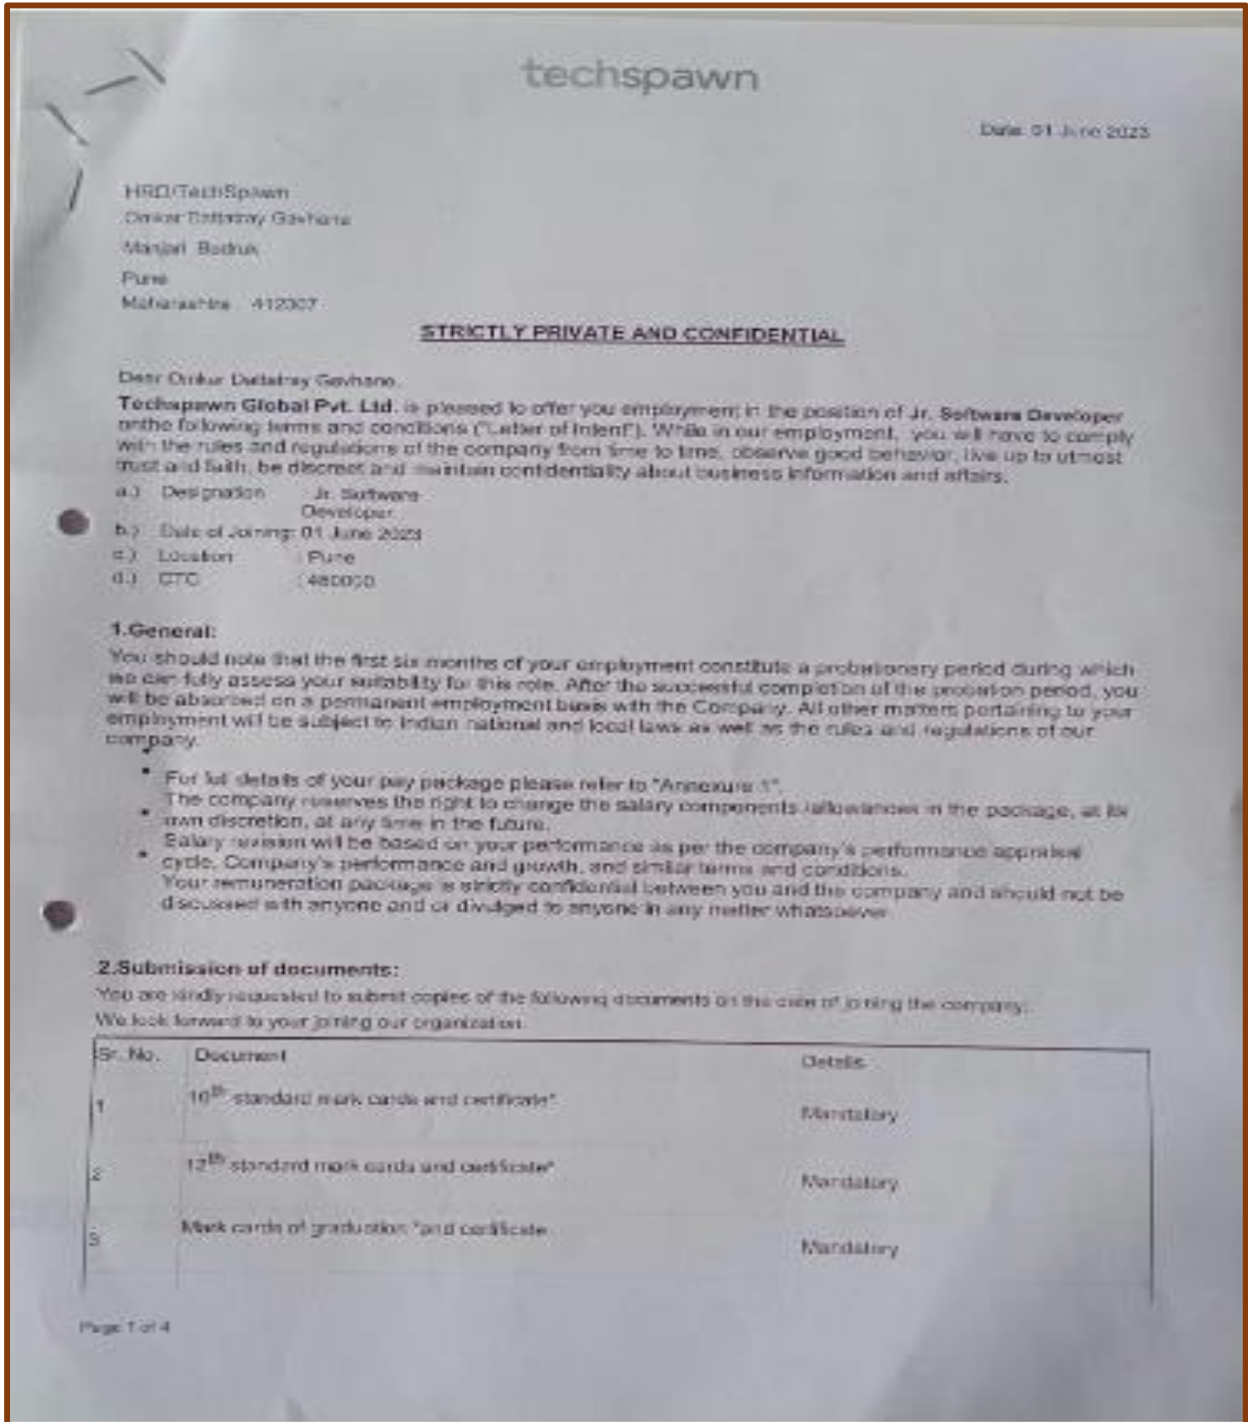 techspawn
Date: 01 June 2023
HRD/TechSpawn
Omkar Dattatray Gavhane
Manjari Budruk
Pune
Maharashtra 412307
STRICTLY PRIVATE AND CONFIDENTIAL
Dear Omkar Dattatray Gavhane,
Techspawn Global Pvt. Ltd. is pleased to offer you employment in the position of Jr. Software Developer
onthe following terms and conditions ("Letter of Intent"). While in our employment, you will have to comply
with the rules and regulations of the company from time to time, observe good behavior, live up to utmost
trust and faith, be discreet and maintain confidentiality about business information and affairs.
a.) Designation : Jr. Software
Developer
b.) Date of Joining: 01 June 2023
c.) Location : Pune
d.) CTC : 480000
1.General:
You should note that the first six months of your employment constitute a probationary period during which
we can fully assess your suitability for this role. After the successful completion of the probation period, you
will be absorbed on a permanent employment basis with the Company. All other matters pertaining to your
employment will be subject to Indian national and local laws as well as the rules and regulations of our
company.
• For full details of your pay package please refer to "Annexure 1".
The company reserves the right to change the salary components /allowances in the package, at its
• own discretion, at any time in the future.
Salary revision will be based on your performance as per the company's performance appraisal
• cycle, Company's performance and growth, and similar terms and conditions.
Your remuneration package is strictly confidential between you and the company and should not be
discussed with anyone and or divulged to anyone in any matter whatsoever
2.Submission of documents:
You are kindly requested to submit copies of the following documents on the date of joining the company:
We look forward to your joining our organization.
Sr. No. Document Details
1 10th standard mark cards and certificate* Mandatory
2 12th standard mark cards and certificate* Mandatory
3 Mark cards of graduation *and certificate Mandatory
Page 1 of 4